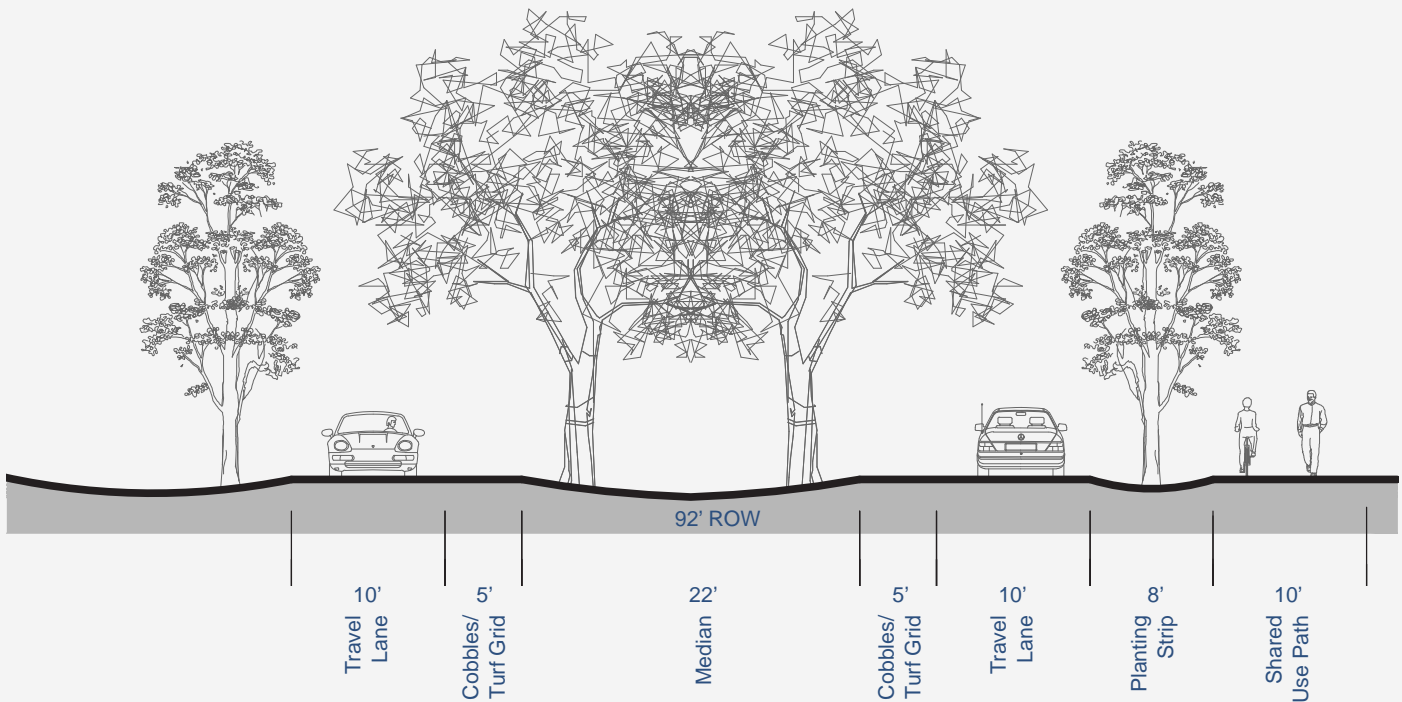 92’ ROW
10’
Travel
Lane
5’
Cobbles/
Turf Grid
22’
Median
5’
Cobbles/
Turf Grid
10’
Travel
Lane
8’
Planting
Strip
10’
Shared
Use Path